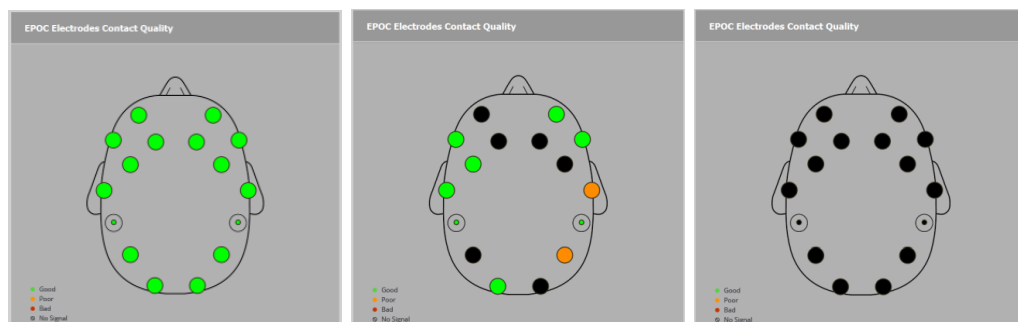 EPOC Electrodes Contact Quality
Good
Poor
Bad
No Signal
EPOC Electrodes Contact Quality
Good
Poor
Bad
No Signal
EPOC Electrodes Contact Quality
Good
Poor
Bad
No Signal